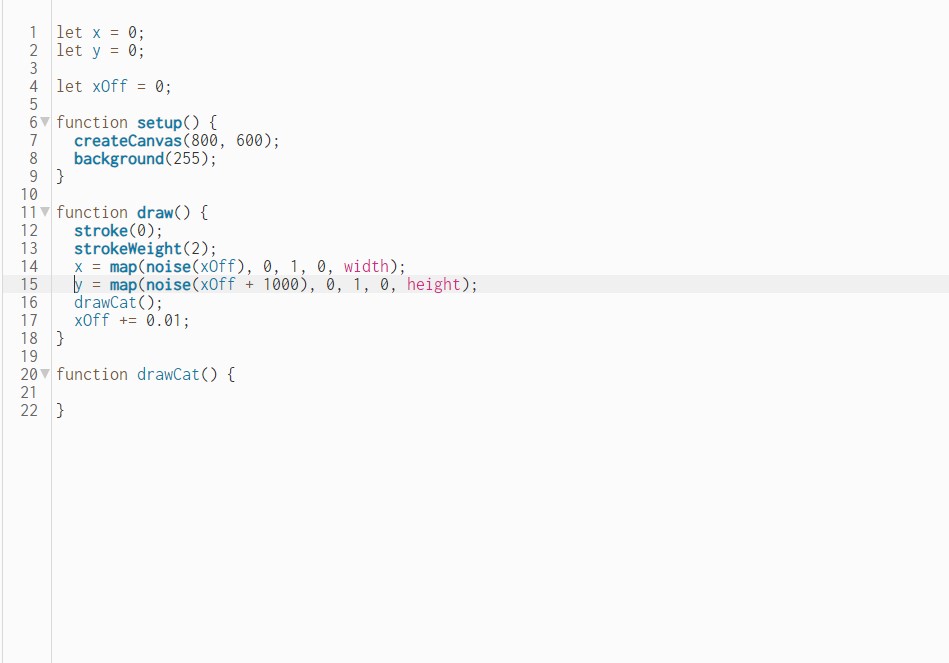 1 let x = 0;
2 let y = 0;
3
4 let xOff = 0;
5
6 function setup() {
7   createCanvas(800, 600);
8   background(255);
9 }
10
11 function draw() {
12   stroke(0);
13   strokeWeight(2);
14   x = map(noise(xOff), 0, 1, 0, width);
15   y = map(noise(xOff + 1000), 0, 1, 0, height);
16   drawCat();
17   xOff += 0.01;
18 }
19
20 function drawCat() {
21
22 }